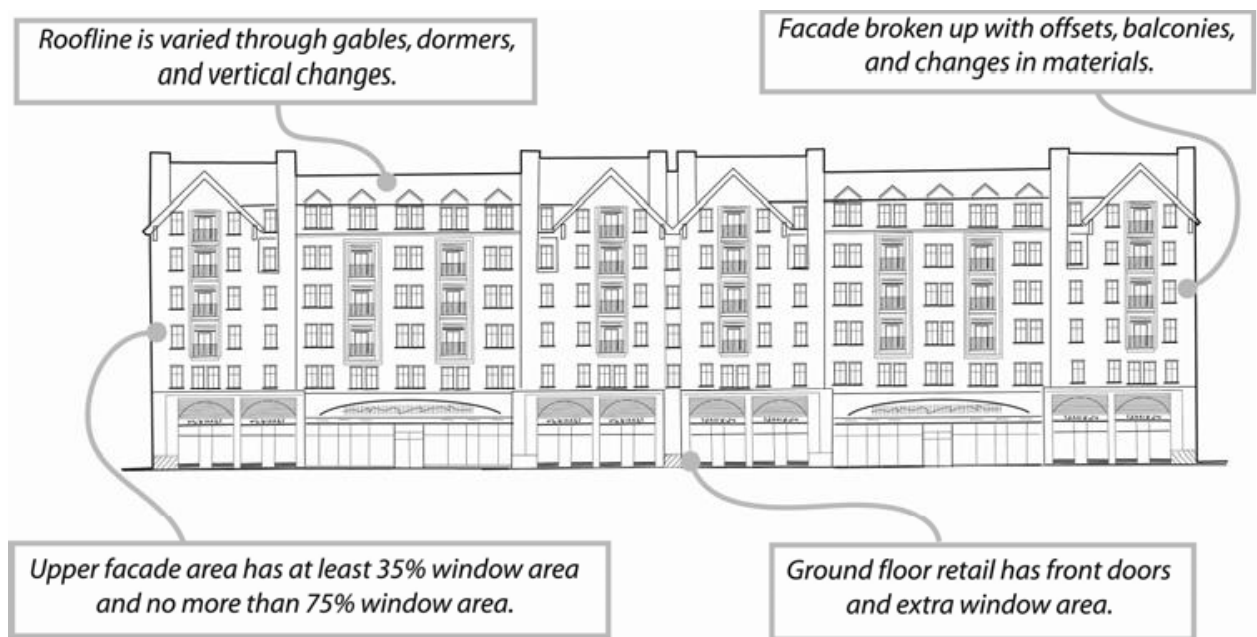 Roofline is varied through gables, dormers,
and vertical changes.
Facade broken up with offsets, balconies,
and changes in materials.
Upper facade area has at least 35% window area
and no more than 75% window area.
Ground floor retail has front doors
and extra window area.